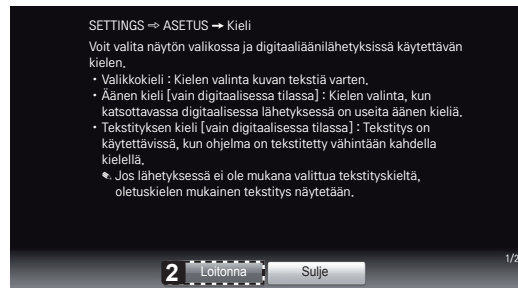 SETTINGS ⇨ ASETUS ➙ Kieli
Voit valita näytön valikossa ja digitaaliäänilähetyksissä käytettävän
kielen.
• Valikkokieli : Kielen valinta kuvan tekstiä varten.
• Äänen kieli [vain digitaalisessa tilassa] : Kielen valinta, kun
katsottavassa digitaalisessa lähetyksessä on useita äänen kieliä.
• Tekstityksen kieli [vain digitaalisessa tilassa] : Tekstitys on
käytettävissä, kun ohjelma on tekstitetty vähintään kahdella
kielellä.
✎ Jos lähetyksessä ei ole mukana valittua tekstityskieltä,
oletuskielen mukainen tekstitys näytetään.
1/2
2 Loitonna Sulje